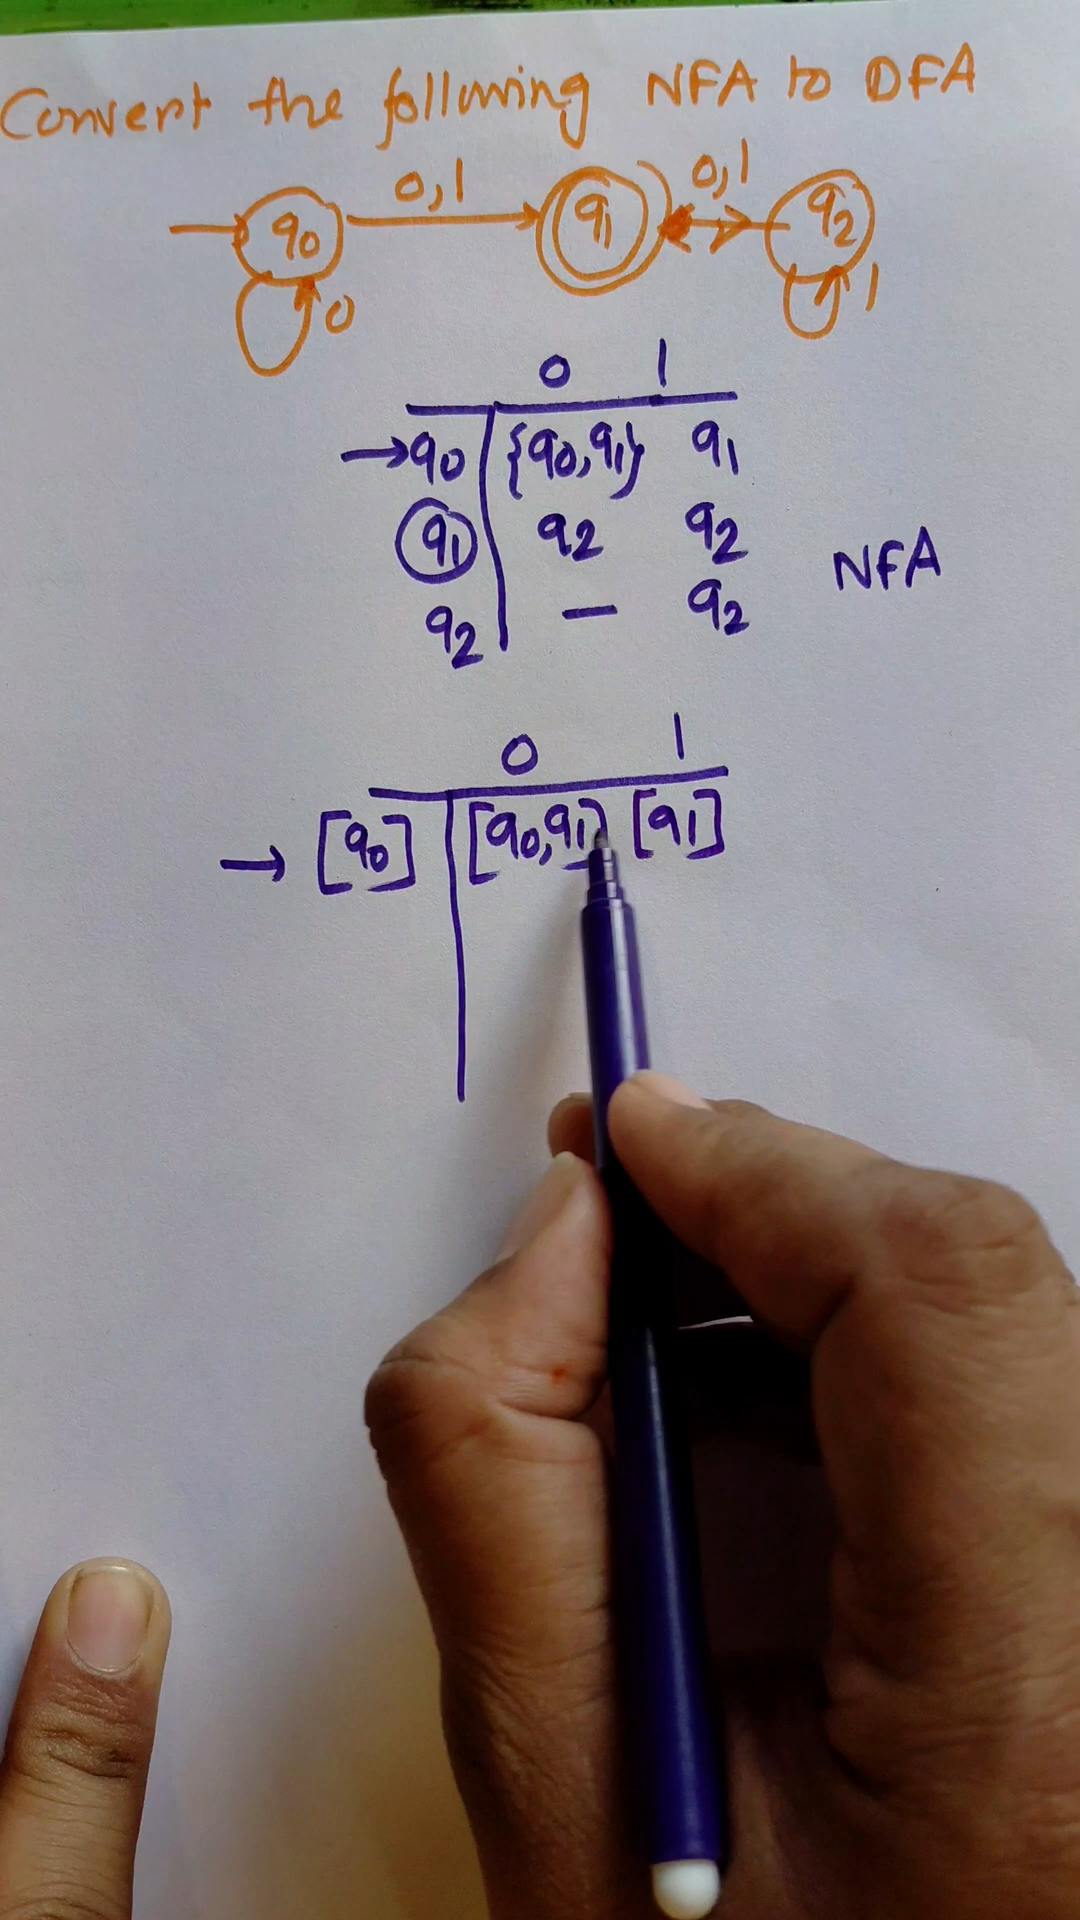 Convert the following NFA to DFA
0,1 0,1
q0 q1 q2
0 1
0 1
→q0 {q0,q1} q1
q1 q2 q2
NFA
q2 — q2
0 1
→ [q0] [q0,q1] [q1]